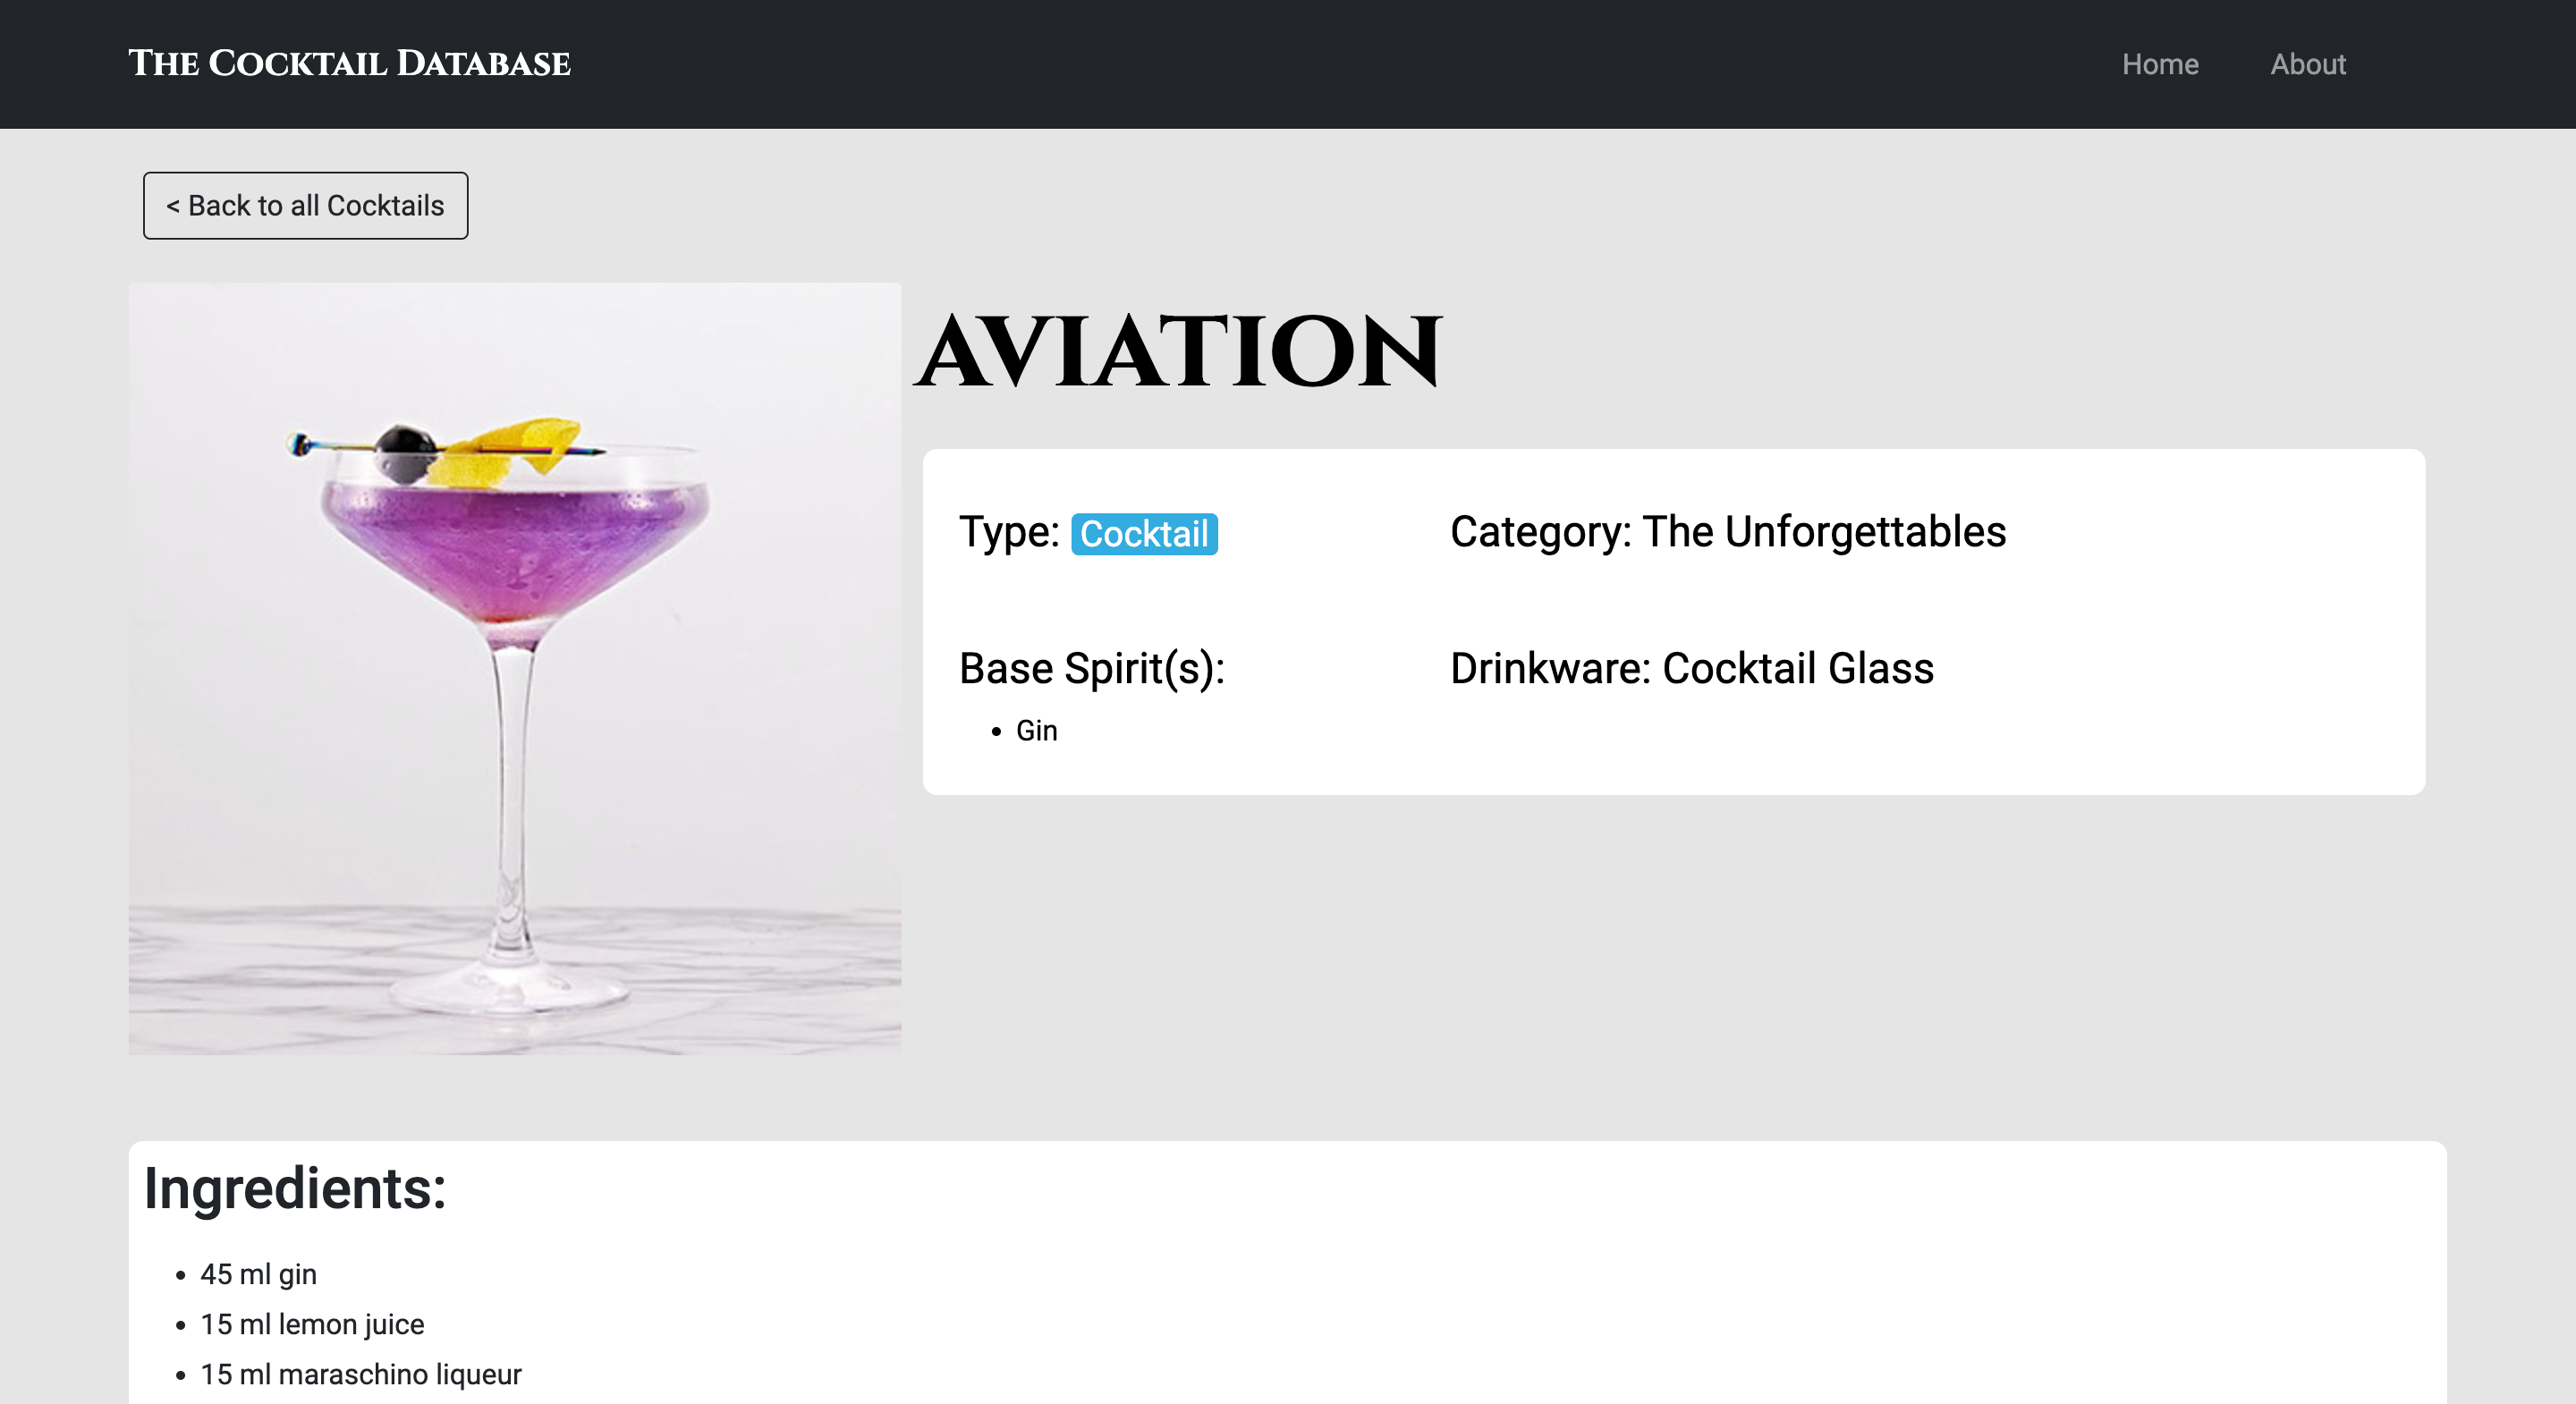 The Cocktail Database
Home
About
< Back to all Cocktails
AVIATION
Type: Cocktail
Category: The Unforgettables
Base Spirit(s):
Drinkware: Cocktail Glass
• Gin
Ingredients:
• 45 ml gin
• 15 ml lemon juice
• 15 ml maraschino liqueur